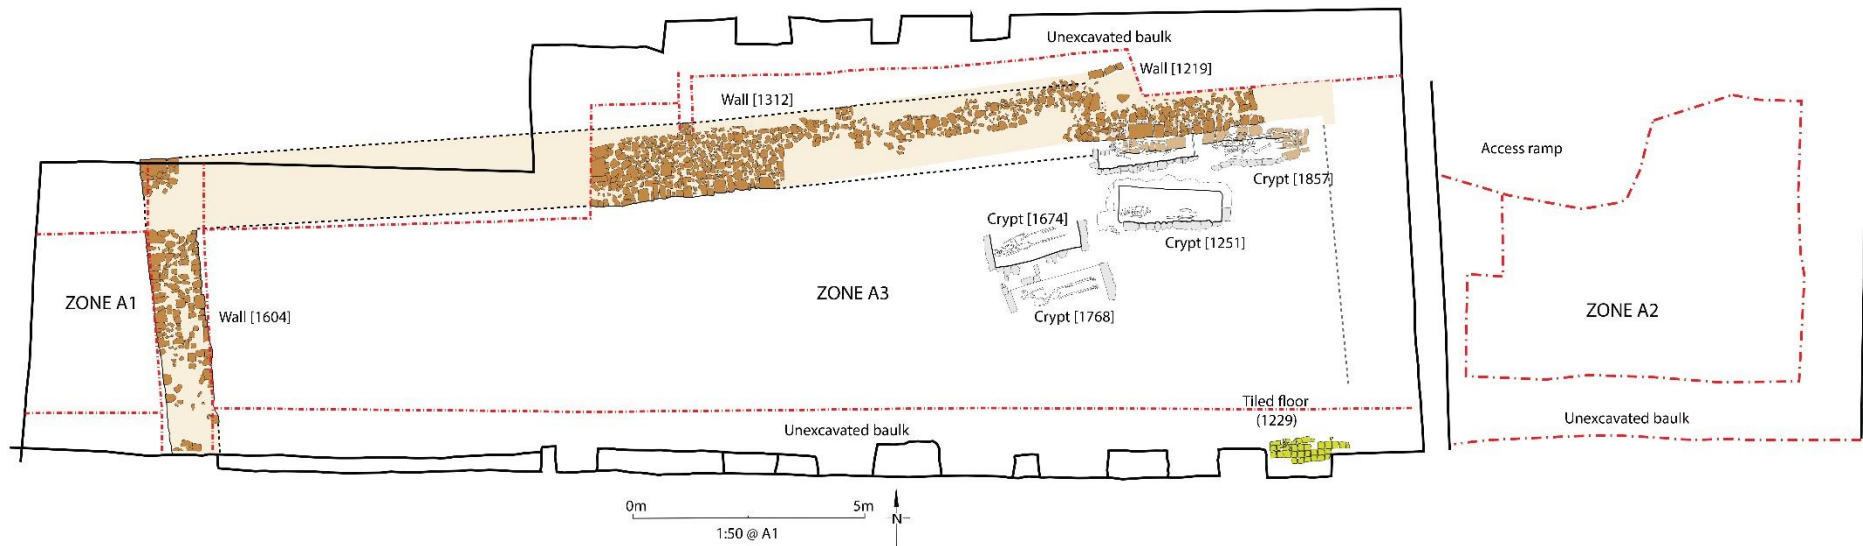 Unexcavated baulk
Wall [1219]
Wall [1312]
Access ramp
Crypt [1857]
Crypt [1674]
Crypt [1251]
ZONE A1
ZONE A3
Wall [1604]
Crypt [1768]
ZONE A2
Tiled floor
(1229)
Unexcavated baulk
Unexcavated baulk
0m
5m
1:50 @ A1
N